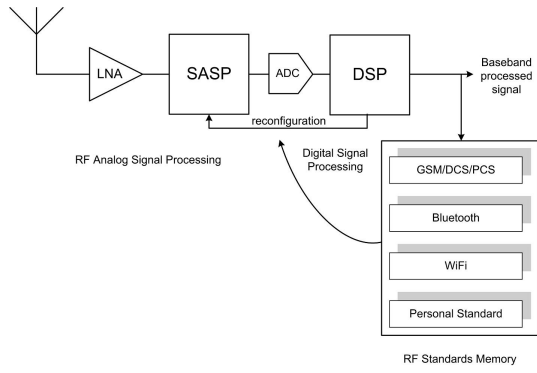 LNA
SASP
ADC
DSP
Baseband
processed
signal
reconfiguration
RF Analog Signal Processing
Digital Signal
Processing
GSM/DCS/PCS
Bluetooth
WiFi
Personal Standard
RF Standards Memory